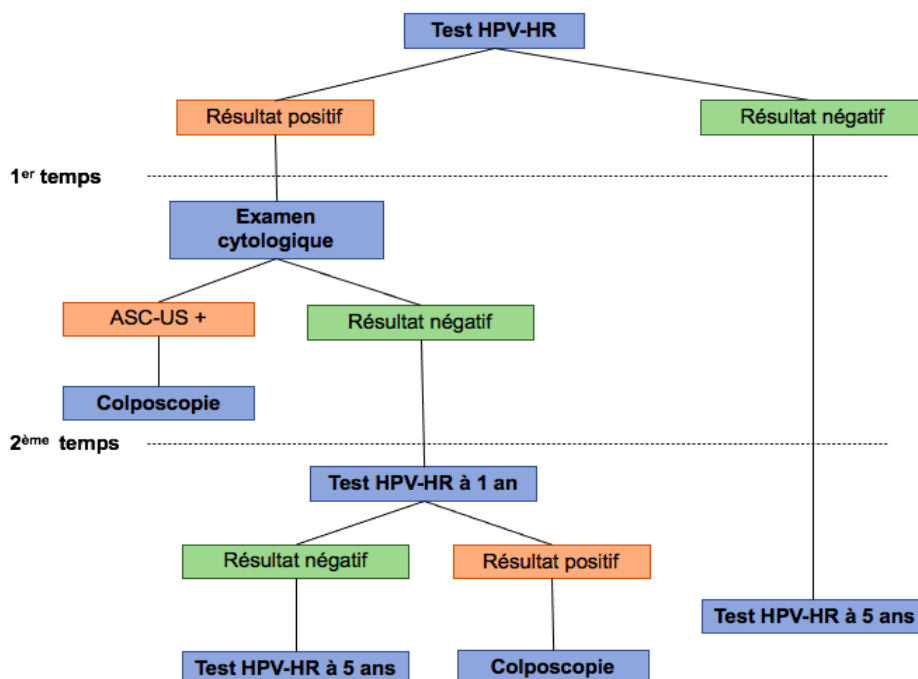 Test HPV-HR
Résultat positif
Résultat négatif
1er temps
Examen
cytologique
ASC-US +
Résultat négatif
Colposcopie
2ème temps
Test HPV-HR à 1 an
Résultat négatif
Résultat positif
Test HPV-HR à 5 ans
Test HPV-HR à 5 ans
Colposcopie